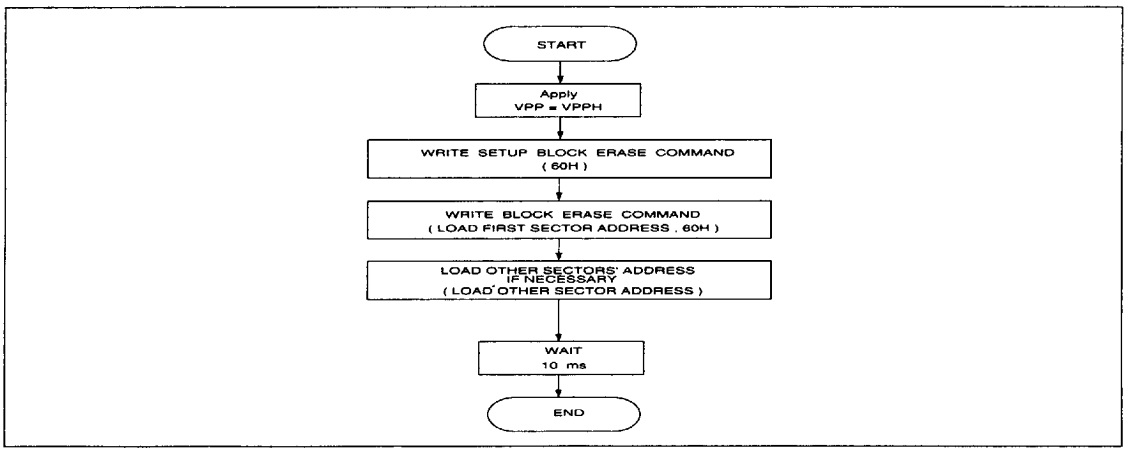 START
Apply
VPP = VPPH
WRITE SETUP BLOCK ERASE COMMAND
( 60H )
WRITE BLOCK ERASE COMMAND
( LOAD FIRST SECTOR ADDRESS , 60H )
LOAD OTHER SECTORS' ADDRESS
IF NECESSARY
( LOAD OTHER SECTOR ADDRESS )
WAIT
10 ms
END